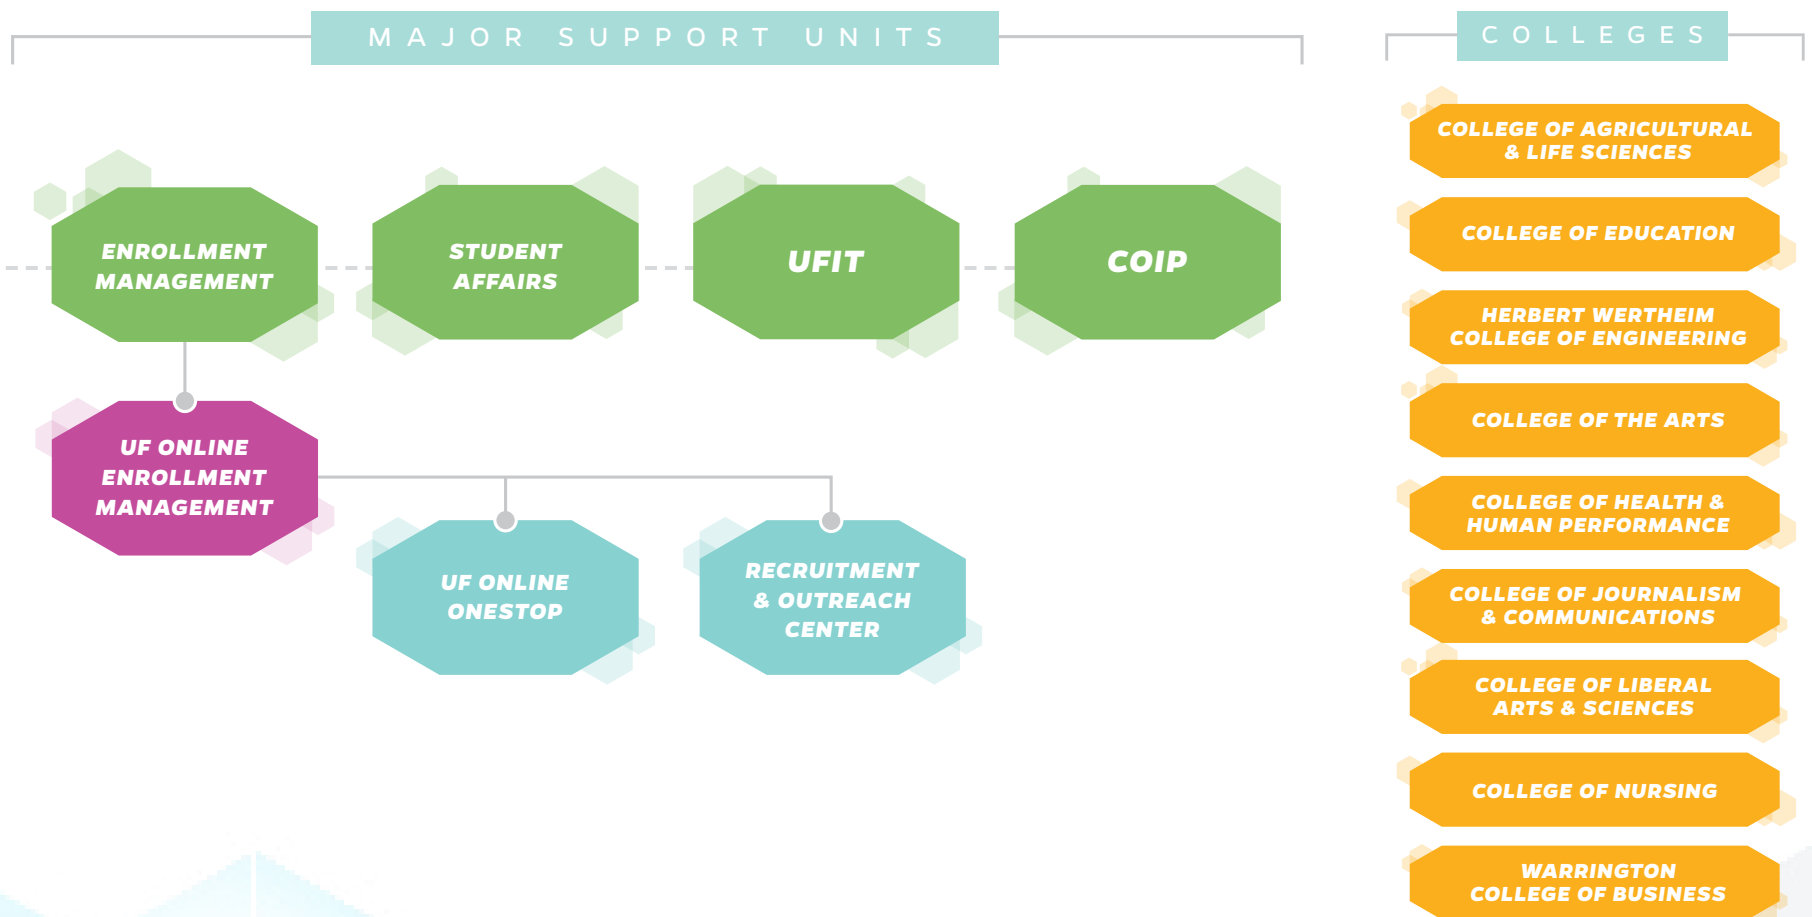 MAJOR SUPPORT UNITS
ENROLLMENT
MANAGEMENT
STUDENT
AFFAIRS
UFIT
COIP
UF ONLINE
ENROLLMENT
MANAGEMENT
UF ONLINE
ONESTOP
RECRUITMENT
& OUTREACH
CENTER
COLLEGES
COLLEGE OF AGRICULTURAL
& LIFE SCIENCES
COLLEGE OF EDUCATION
HERBERT WERTHEIM
COLLEGE OF ENGINEERING
COLLEGE OF THE ARTS
COLLEGE OF HEALTH &
HUMAN PERFORMANCE
COLLEGE OF JOURNALISM
& COMMUNICATIONS
COLLEGE OF LIBERAL
ARTS & SCIENCES
COLLEGE OF NURSING
WARRINGTON
COLLEGE OF BUSINESS